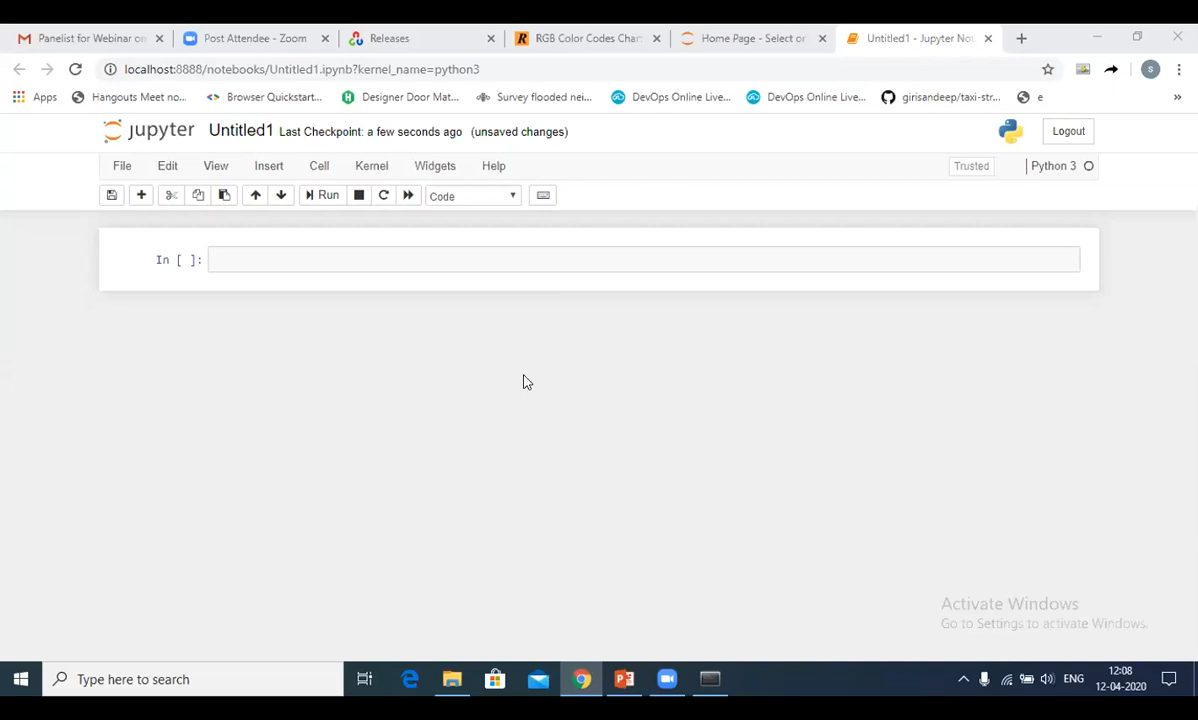 Panelist for Webinar on
Post Attendee - Zoom
Releases
RGB Color Codes Char
Home Page - Select or
Untitled1 - Jupyter Not
localhost:8888/notebooks/Untitled1.ipynb?kernel_name=python3
S
Apps
Hangouts Meet no...
Browser Quickstart...
Designer Door Mat...
Survey flooded nei...
DevOps Online Live...
DevOps Online Live...
girisandeep/taxi-str...
e
jupyter
Untitled1 Last Checkpoint: a few seconds ago (unsaved changes)
Logout
File Edit View Insert Cell Kernel Widgets Help
Trusted
Python 3
Run
Code
In [ ]:
Activate Windows
Go to Settings to activate Windows.
Type here to search
ENG
12:08
12-04-2020